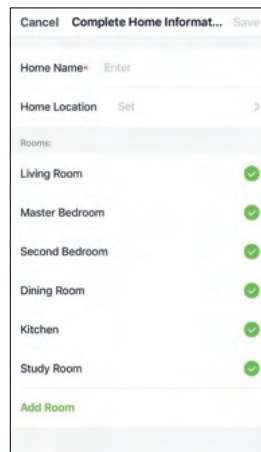 Cancel Complete Home Informat... Save
Home Name* Enter
Home Location Set
Rooms:
Living Room
Master Bedroom
Second Bedroom
Dining Room
Kitchen
Study Room
Add Room